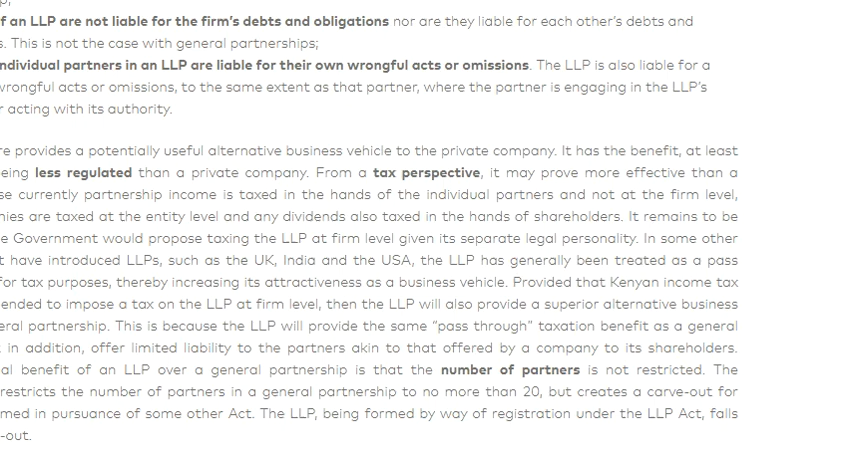 f an LLP are not liable for the firm's debts and obligations nor are they liable for each other's debts and
s. This is not the case with general partnerships;
ndividual partners in an LLP are liable for their own wrongful acts or omissions. The LLP is also liable for a
wrongful acts or omissions, to the same extent as that partner, where the partner is engaging in the LLP's
r acting with its authority.
re provides a potentially useful alternative business vehicle to the private company. It has the benefit, at least
eing less regulated than a private company. From a tax perspective, it may prove more effective than a
se currently partnership income is taxed in the hands of the individual partners and not at the firm level,
nies are taxed at the entity level and any dividends also taxed in the hands of shareholders. It remains to be
e Government would propose taxing the LLP at firm level given its separate legal personality. In some other
t have introduced LLPs, such as the UK, India and the USA, the LLP has generally been treated as a pass
for tax purposes, thereby increasing its attractiveness as a business vehicle. Provided that Kenyan income tax
ended to impose a tax on the LLP at firm level, then the LLP will also provide a superior alternative business
eral partnership. This is because the LLP will provide the same "pass through" taxation benefit as a general
in addition, offer limited liability to the partners akin to that offered by a company to its shareholders.
al benefit of an LLP over a general partnership is that the number of partners is not restricted. The
restricts the number of partners in a general partnership to no more than 20, but creates a carve-out for
rmed in pursuance of some other Act. The LLP, being formed by way of registration under the LLP Act, falls
-out.